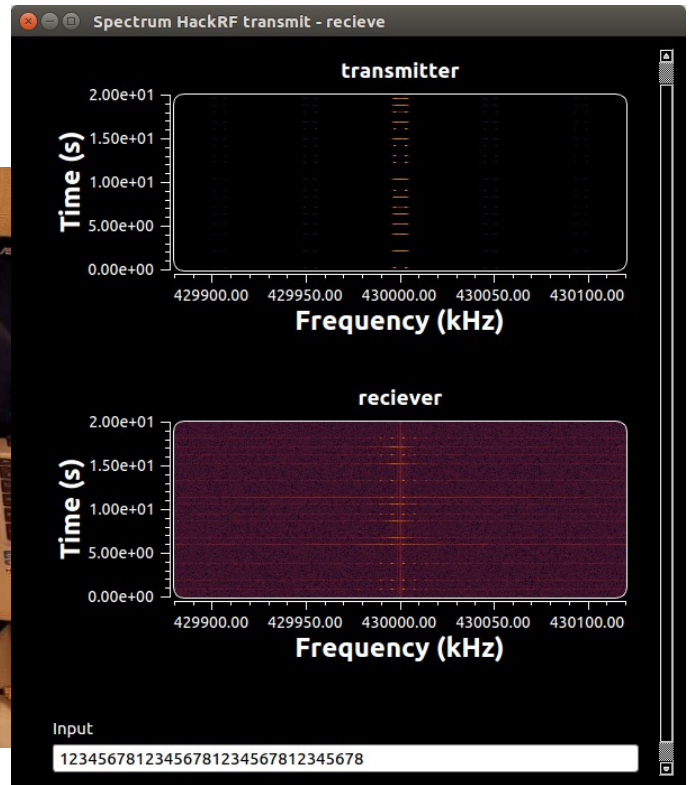 Spectrum HackRF transmit - recieve
transmitter
2.00e+01
1.50e+01
1.00e+01
5.00e+00
0.00e+00
Time (s)
429900.00 429950.00 430000.00 430050.00 430100.00
Frequency (kHz)
reciever
2.00e+01
1.50e+01
1.00e+01
5.00e+00
0.00e+00
Time (s)
429900.00 429950.00 430000.00 430050.00 430100.00
Frequency (kHz)
Input
12345678123456781234567812345678